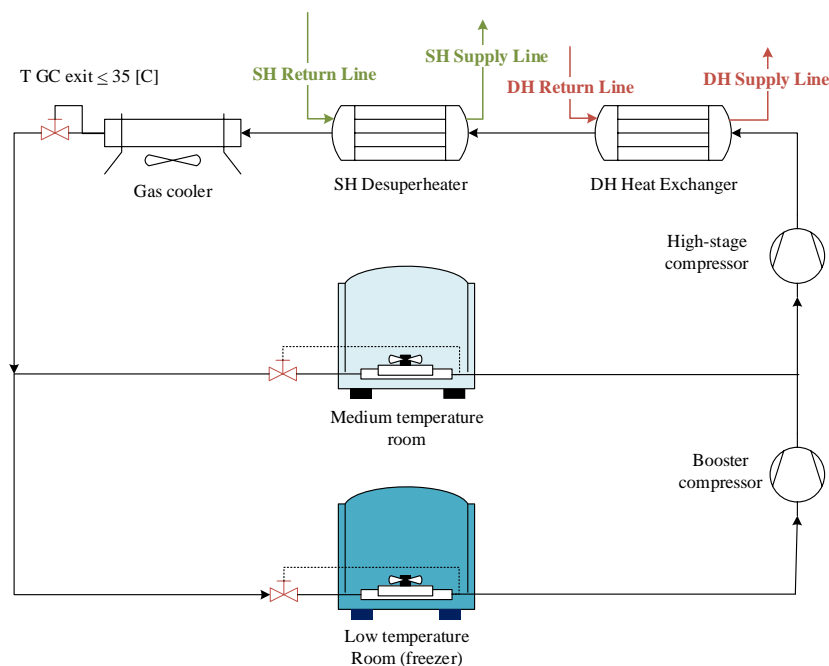 T GC exit ≤ 35 [C]
SH Return Line
SH Supply Line
DH Return Line
DH Supply Line
Gas cooler
SH Desuperheater
DH Heat Exchanger
High-stage
compressor
Medium temperature
room
Booster
compressor
Low temperature
Room (freezer)